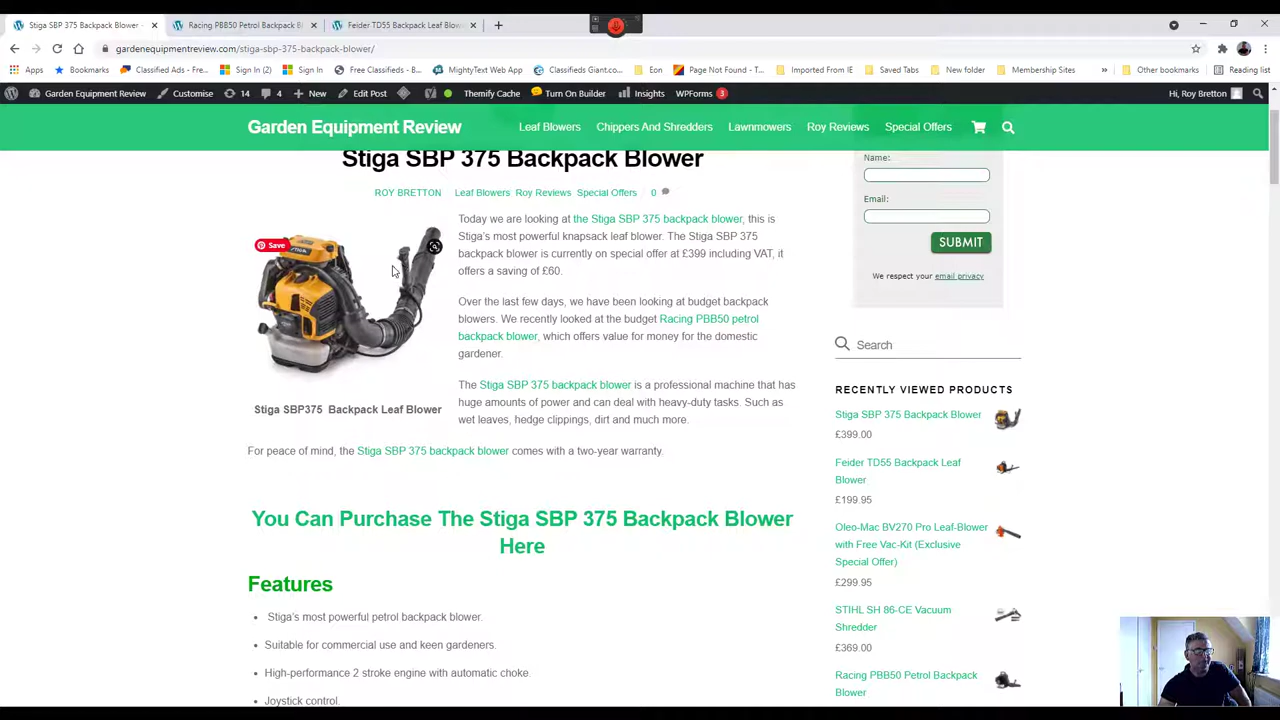 Stiga SBP 375 Backpack Blower -
Racing PBB50 Petrol Backpack B
Feider TD55 Backpack Leaf Blow
gardenequipmentreview.com/stiga-sbp-375-backpack-blower/
Apps
Bookmarks
Classified Ads - Fre...
Sign In (2)
Sign In
Free Classifieds - B...
MightyText Web App
Classifieds Giant.co...
Eon
Page Not Found - T...
Imported From IE
Saved Tabs
New folder
Membership Sites
»
Other bookmarks
Reading list
Garden Equipment Review
Customise
14
4
New
Edit Post
Themify Cache
Turn On Builder
Insights
WPForms 3
Hi, Roy Bretton
Garden Equipment Review
Leaf Blowers
Chippers And Shredders
Lawnmowers
Roy Reviews
Special Offers
Stiga SBP 375 Backpack Blower
ROY BRETTON
Leaf Blowers Roy Reviews Special Offers
0
Save
Stiga SBP375 Backpack Leaf Blower
Today we are looking at the Stiga SBP 375 backpack blower, this is
Stiga's most powerful knapsack leaf blower. The Stiga SBP 375
backpack blower is currently on special offer at £399 including VAT, it
offers a saving of £60.
Over the last few days, we have been looking at budget backpack
blowers. We recently looked at the budget Racing PBB50 petrol
backpack blower, which offers value for money for the domestic
gardener.
The Stiga SBP 375 backpack blower is a professional machine that has
huge amounts of power and can deal with heavy-duty tasks. Such as
wet leaves, hedge clippings, dirt and much more.
For peace of mind, the Stiga SBP 375 backpack blower comes with a two-year warranty.
You Can Purchase The Stiga SBP 375 Backpack Blower
Here
Features
Stiga's most powerful petrol backpack blower.
Suitable for commercial use and keen gardeners.
High-performance 2 stroke engine with automatic choke.
Joystick control.
Name:
Email:
SUBMIT
We respect your email privacy
Search
RECENTLY VIEWED PRODUCTS
Stiga SBP 375 Backpack Blower
£399.00
Feider TD55 Backpack Leaf
Blower
£199.95
Oleo-Mac BV270 Pro Leaf-Blower
with Free Vac-Kit (Exclusive
Special Offer)
£299.95
STIHL SH 86-CE Vacuum
Shredder
£369.00
Racing PBB50 Petrol Backpack
Blower